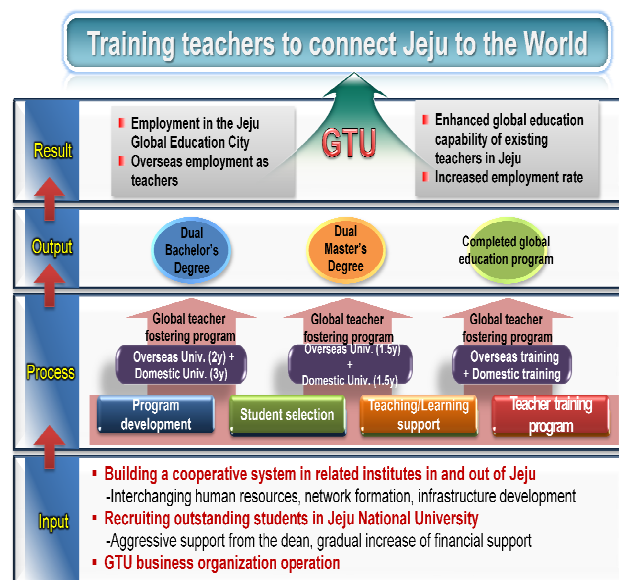 Training teachers to connect Jeju to the World
Result
Employment in the Jeju
Global Education City
Overseas employment as
teachers
GTU
Enhanced global education
capability of existing
teachers in Jeju
Increased employment rate
Output
Dual
Bachelor's
Degree
Dual
Master's
Degree
Completed global
education program
Process
Global teacher
fostering program
Overseas Univ. (2y) +
Domestic Univ. (3y)
Global teacher
fostering program
Overseas Univ. (1.5y)
+
Domestic Univ. (1.5y)
Global teacher
fostering program
Overseas training
+ Domestic training
Program
development
Student selection
Teaching/Learning
support
Teacher training
program
Input
Building a cooperative system in related institutes in and out of Jeju
-Interchanging human resources, network formation, infrastructure development
Recruiting outstanding students in Jeju National University
-Aggressive support from the dean, gradual increase of financial support
GTU business organization operation